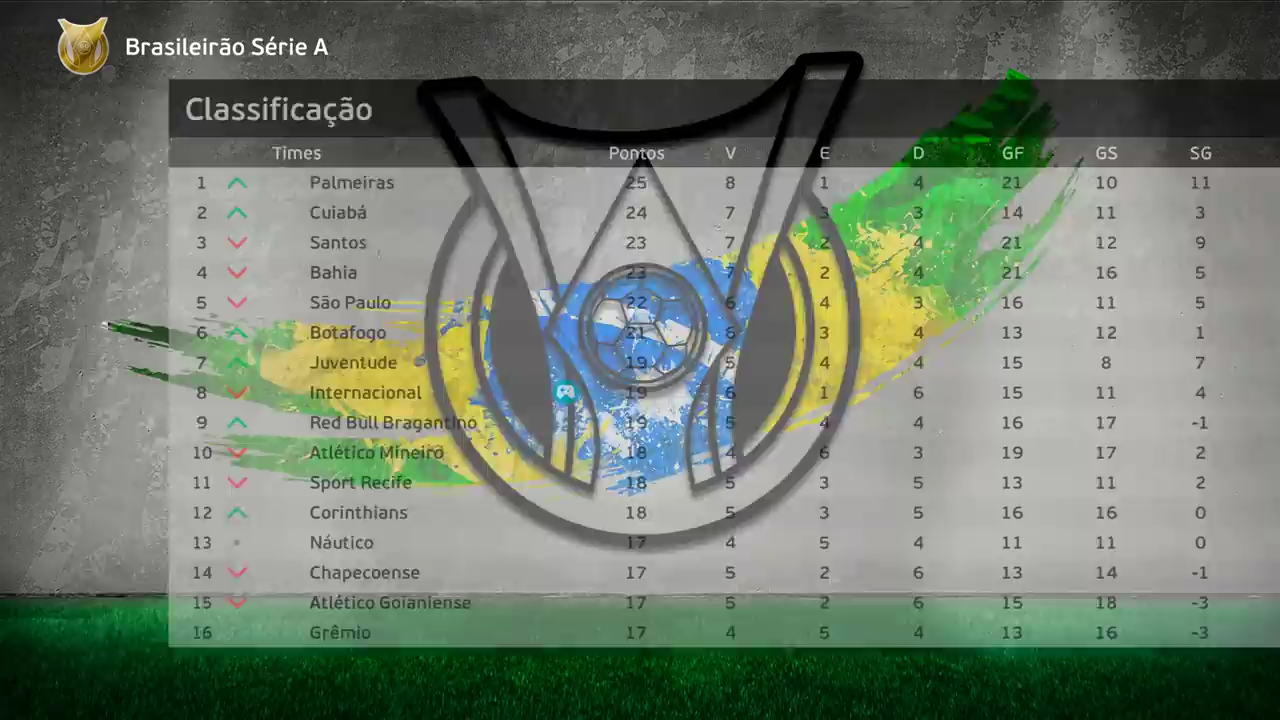 Brasileirão Série A
Classificação
Times Pontos V E D GF GS SG
1 Palmeiras 25 8 1 4 21 10 11
2 Cuiabá 24 7 3 3 14 11 3
3 Santos 23 7 2 4 21 12 9
4 Bahia 23 7 2 4 21 16 5
5 São Paulo 22 6 4 3 16 11 5
6 Botafogo 21 6 3 4 13 12 1
7 Juventude 19 5 4 4 15 8 7
8 Internacional 19 6 1 6 15 11 4
9 Red Bull Bragantino 19 5 4 4 16 17 -1
10 Atlético Mineiro 18 4 6 3 19 17 2
11 Sport Recife 18 5 3 5 13 11 2
12 Corinthians 18 5 3 5 16 16 0
13 Náutico 17 4 5 4 11 11 0
14 Chapecoense 17 5 2 6 13 14 -1
15 Atlético Goianiense 17 5 2 6 15 18 -3
16 Grêmio 17 4 5 4 13 16 -3